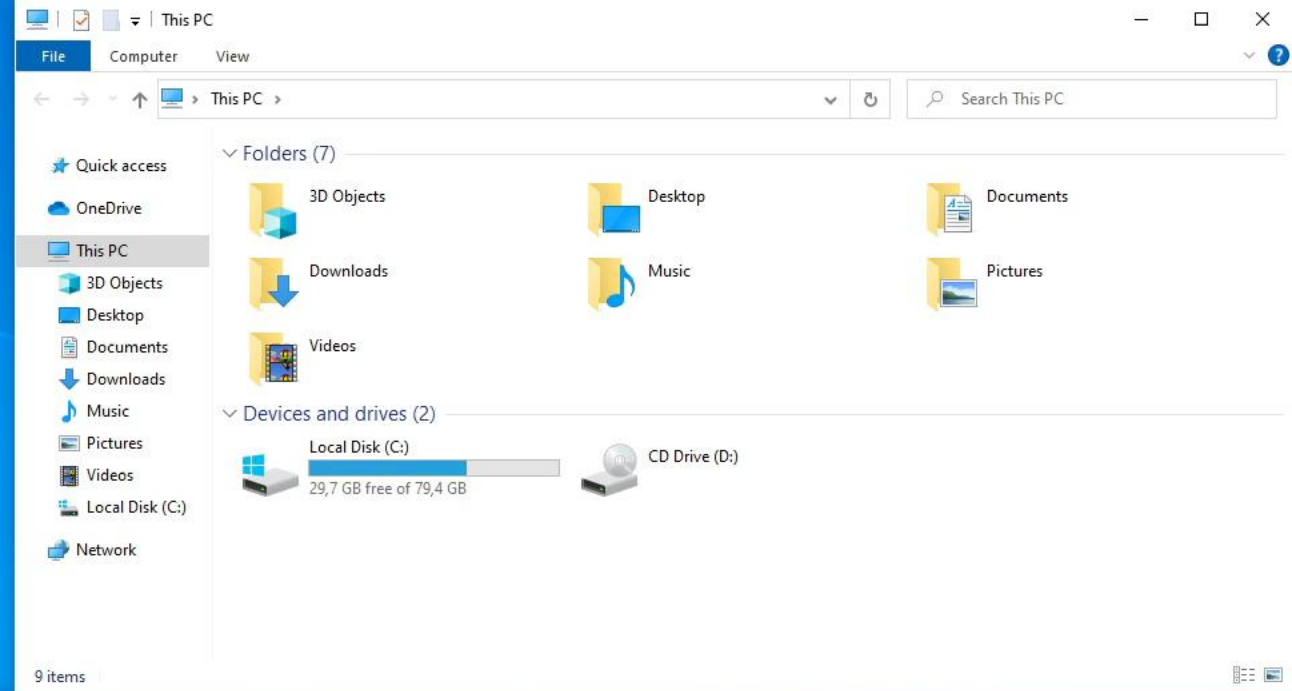 This PC
File Computer View
This PC
Search This PC
Quick access
OneDrive
This PC
3D Objects
Desktop
Documents
Downloads
Music
Pictures
Videos
Local Disk (C:)
Network
Folders (7)
3D Objects
Desktop
Documents
Downloads
Music
Pictures
Videos
Devices and drives (2)
Local Disk (C:)
29,7 GB free of 79,4 GB
CD Drive (D:)
9 items